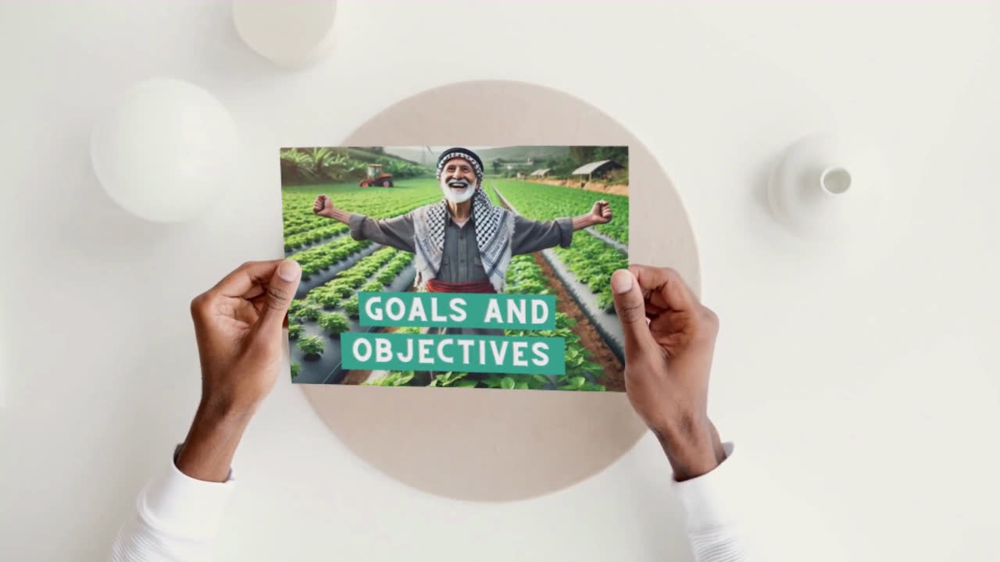 GOALS AND
OBJECTIVES